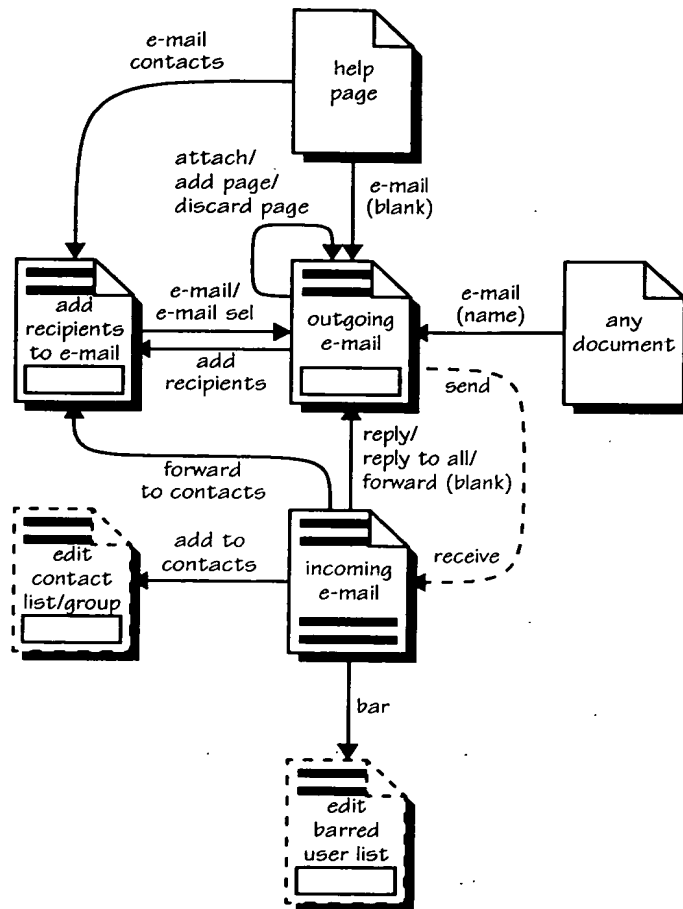 help
page
e-mail
contacts
attach/
add page/
discard page
e-mail
(blank)
add
recipients
to e-mail
e-mail/
e-mail sel
add
recipients
outgoing
e-mail
e-mail
(name)
any
document
send
reply/
reply to all/
forward (blank)
forward
to contacts
edit
contact
list/group
add to
contacts
incoming
e-mail
receive
bar
edit
barred
user list